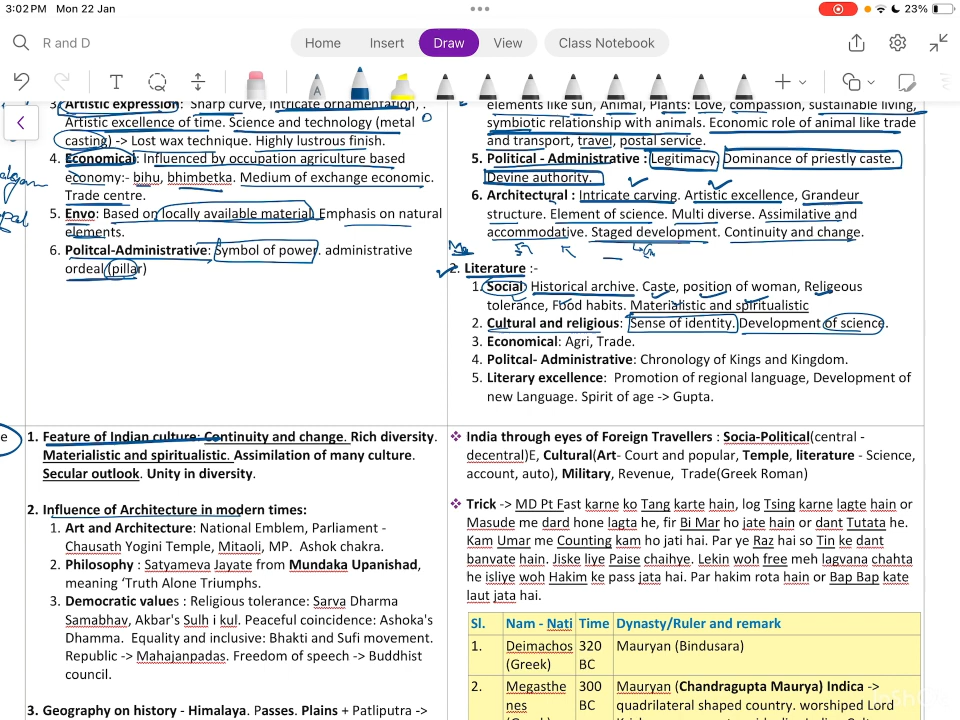 3:02 PM Mon 22 Jan
23%
R and D
Home Insert Draw View Class Notebook
3. Artistic expression: Sharp curve, intricate ornamentation, .
Artistic excellence of time. Science and technology (metal
casting) -> Lost wax technique. Highly lustrous finish.
4. Economical: Influenced by occupation agriculture based
economy:- bihu, bhimbetka. Medium of exchange economic.
Trade centre.
5. Envo: Based on locally available material. Emphasis on natural
elements.
6. Politcal-Administrative: Symbol of power. administrative
ordeal (pillar)
elements like sun, Animal, Plants: Love, compassion, sustainable living,
symbiotic relationship with animals. Economic role of animal like trade
and transport, travel, postal service.
5. Political - Administrative : Legitimacy, Dominance of priestly caste.
Devine authority.
6. Architectural : Intricate carving. Artistic excellence, Grandeur
structure. Element of science. Multi diverse. Assimilative and
accommodative. Staged development. Continuity and change.
2. Literature :-
1. Social: Historical archive. Caste, position of woman, Religeous
tolerance, Food habits. Materialistic and spiritualistic
2. Cultural and religious: Sense of identity. Development of science.
3. Economical: Agri, Trade.
4. Politcal- Administrative: Chronology of Kings and Kingdom.
5. Literary excellence: Promotion of regional language, Development of
new Language. Spirit of age -> Gupta.
e
1. Feature of Indian culture: Continuity and change. Rich diversity.
Materialistic and spiritualistic. Assimilation of many culture.
Secular outlook. Unity in diversity.
2. Influence of Architecture in modern times:
1. Art and Architecture: National Emblem, Parliament -
Chausath Yogini Temple, Mitaoli, MP. Ashok chakra.
2. Philosophy : Satyameva Jayate from Mundaka Upanishad,
meaning ‘Truth Alone Triumphs.
3. Democratic values : Religious tolerance: Sarva Dharma
Samabhav, Akbar's Sulh i kul. Peaceful coincidence: Ashoka's
Dhamma. Equality and inclusive: Bhakti and Sufi movement.
Republic -> Mahajanpadas. Freedom of speech -> Buddhist
council.
3. Geography on history - Himalaya. Passes. Plains + Patliputra ->
❖ India through eyes of Foreign Travellers : Socia-Political(central -
decentral)E, Cultural(Art- Court and popular, Temple, literature - Science,
account, auto), Military, Revenue, Trade(Greek Roman)
❖ Trick -> MD Pt Fast karne ko Tang karte hain, log Tsing karne lagte hain or
Masude me dard hone lagta he, fir Bi Mar ho jate hain or dant Tutata he.
Kam Umar me Counting kam ho jati hai. Par ye Raz hai so Tin ke dant
banvate hain. Jiske liye Paise chaihye. Lekin woh free meh lagvana chahta
he isliye woh Hakim ke pass jata hai. Par hakim rota hain or Bap Bap kate
laut jata hai.
Sl. Nam - Nati Time Dynasty/Ruler and remark
1. Deimachos 320 Mauryan (Bindusara)
(Greek) BC
2. Megasthe 300 Mauryan (Chandragupta Maurya) Indica ->
nes BC quadrilateral shaped country. worshiped Lord